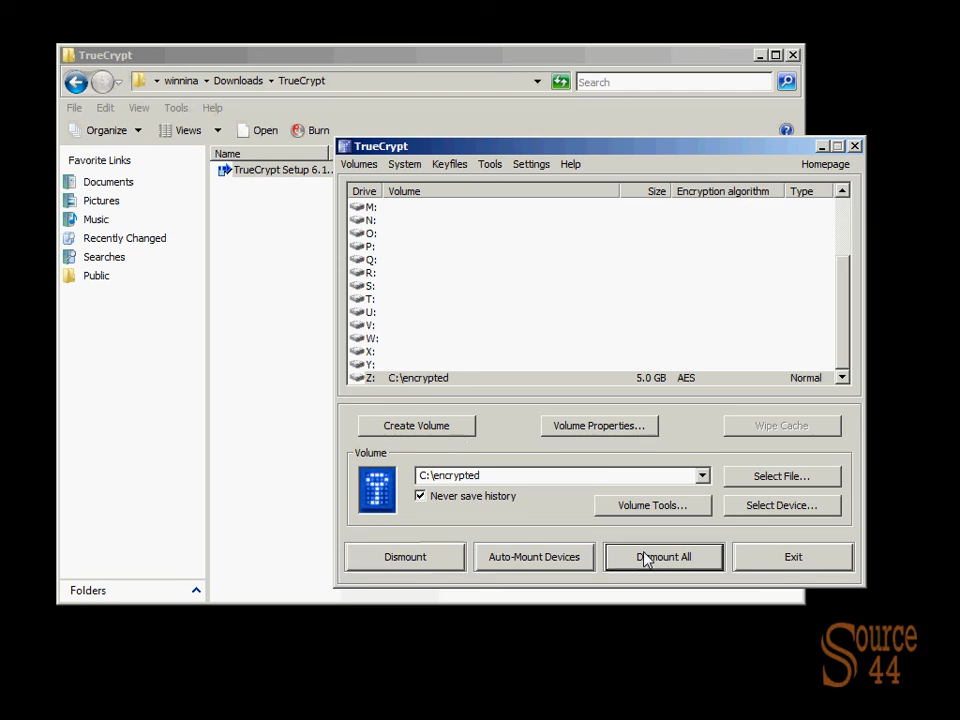 TrueCrypt
winnina Downloads TrueCrypt
Search
File Edit View Tools Help
Organize Views Open Burn
Favorite Links
Documents
Pictures
Music
Recently Changed
Searches
Public
Folders
Name
TrueCrypt Setup 6.1...
TrueCrypt
Volumes System Keyfiles Tools Settings Help Homepage
Drive Volume Size Encryption algorithm Type
M:
N:
O:
P:
Q:
R:
S:
T:
U:
V:
W:
X:
Y:
Z: C:\encrypted 5.0 GB AES Normal
Create Volume Volume Properties... Wipe Cache
Volume
C:\encrypted Select File...
Never save history
Volume Tools... Select Device...
Dismount Auto-Mount Devices Dismount All Exit
Source
44